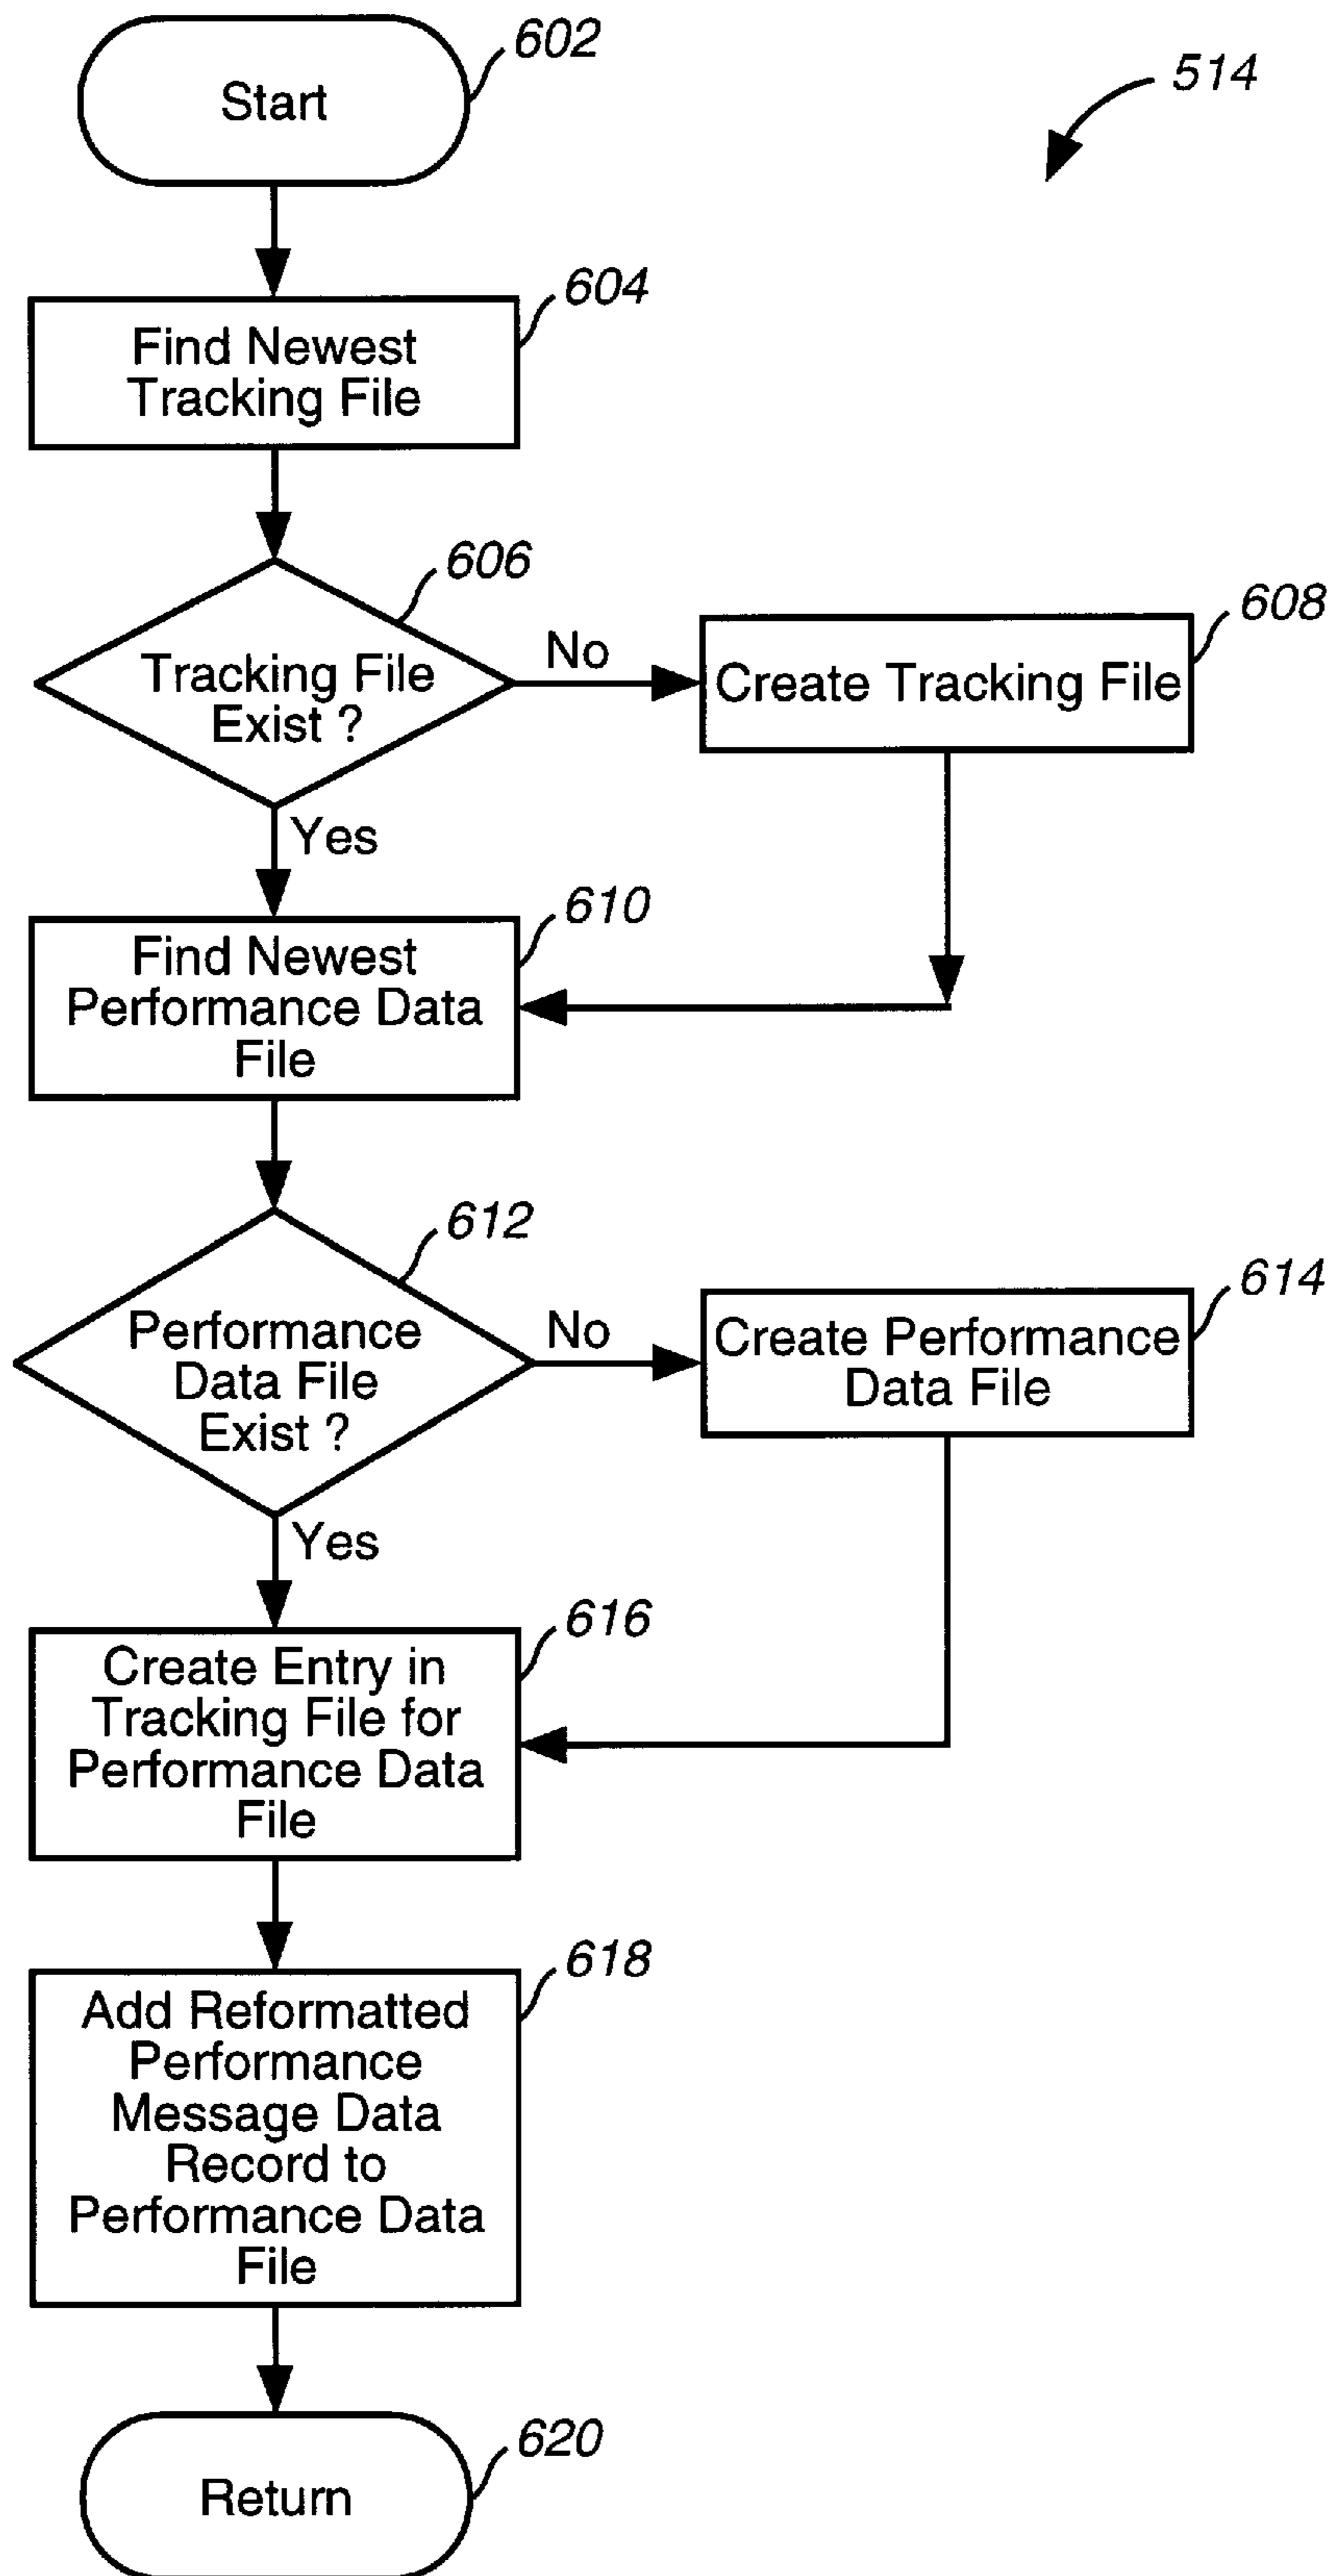 602
Start
514
604
Find Newest
Tracking File
606
Tracking File
Exist ?
No
608
Create Tracking File
Yes
610
Find Newest
Performance Data
File
612
Performance
Data File
Exist ?
No
614
Create Performance
Data File
Yes
616
Create Entry in
Tracking File for
Performance Data
File
618
Add Reformatted
Performance
Message Data
Record to
Performance Data
File
620
Return